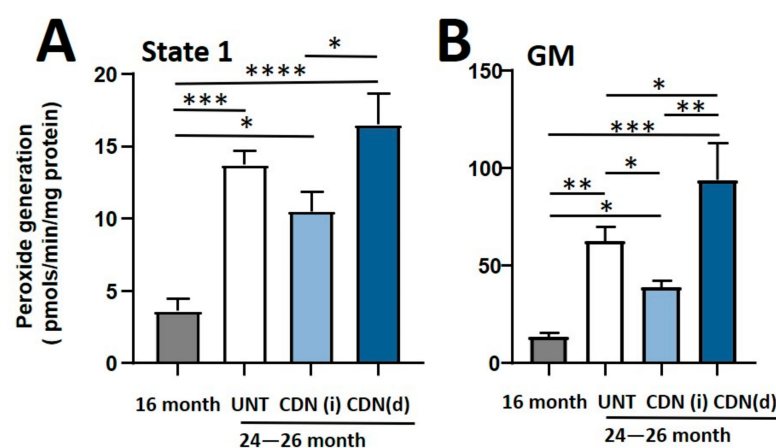 A State 1
Peroxide generation
( pmols/min/mg protein)
20
15
10
5
0
*
****
***
*
16 month UNT CDN (i) CDN(d)
24—26 month
B GM
150
100
50
0
*
**
***
*
**
*
16 month UNT CDN (i) CDN(d)
24—26 month